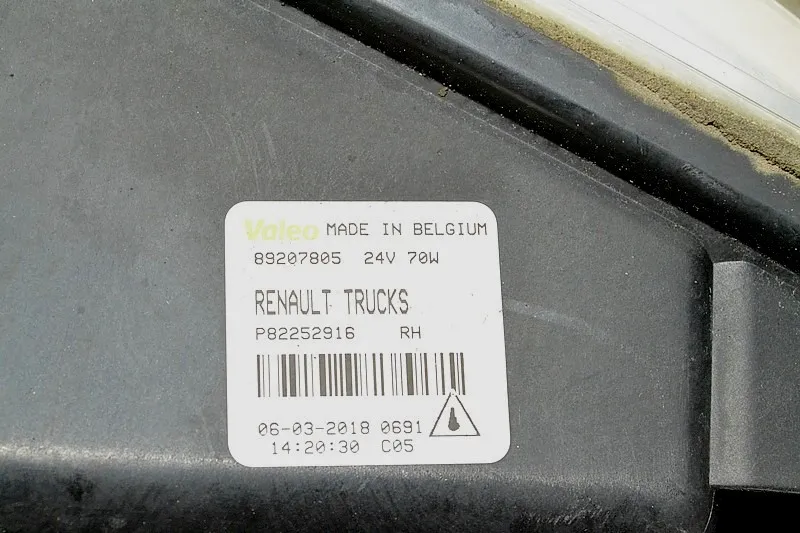 Valeo MADE IN BELGIUM
89207805 24V 70W
RENAULT TRUCKS
P82252916 RH
06-03-2018 0691
14:20:30 C05